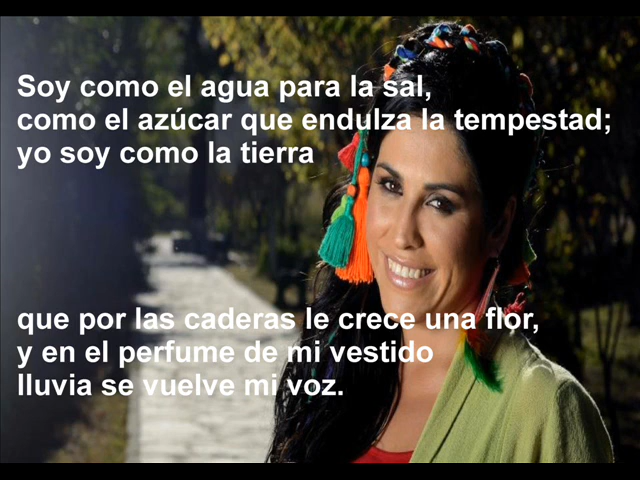 Soy como el agua para la sal,
como el azúcar que endulza la tempestad;
yo soy como la tierra
que por las caderas le crece una flor,
y en el perfume de mi vestido
lluvia se vuelve mi voz.